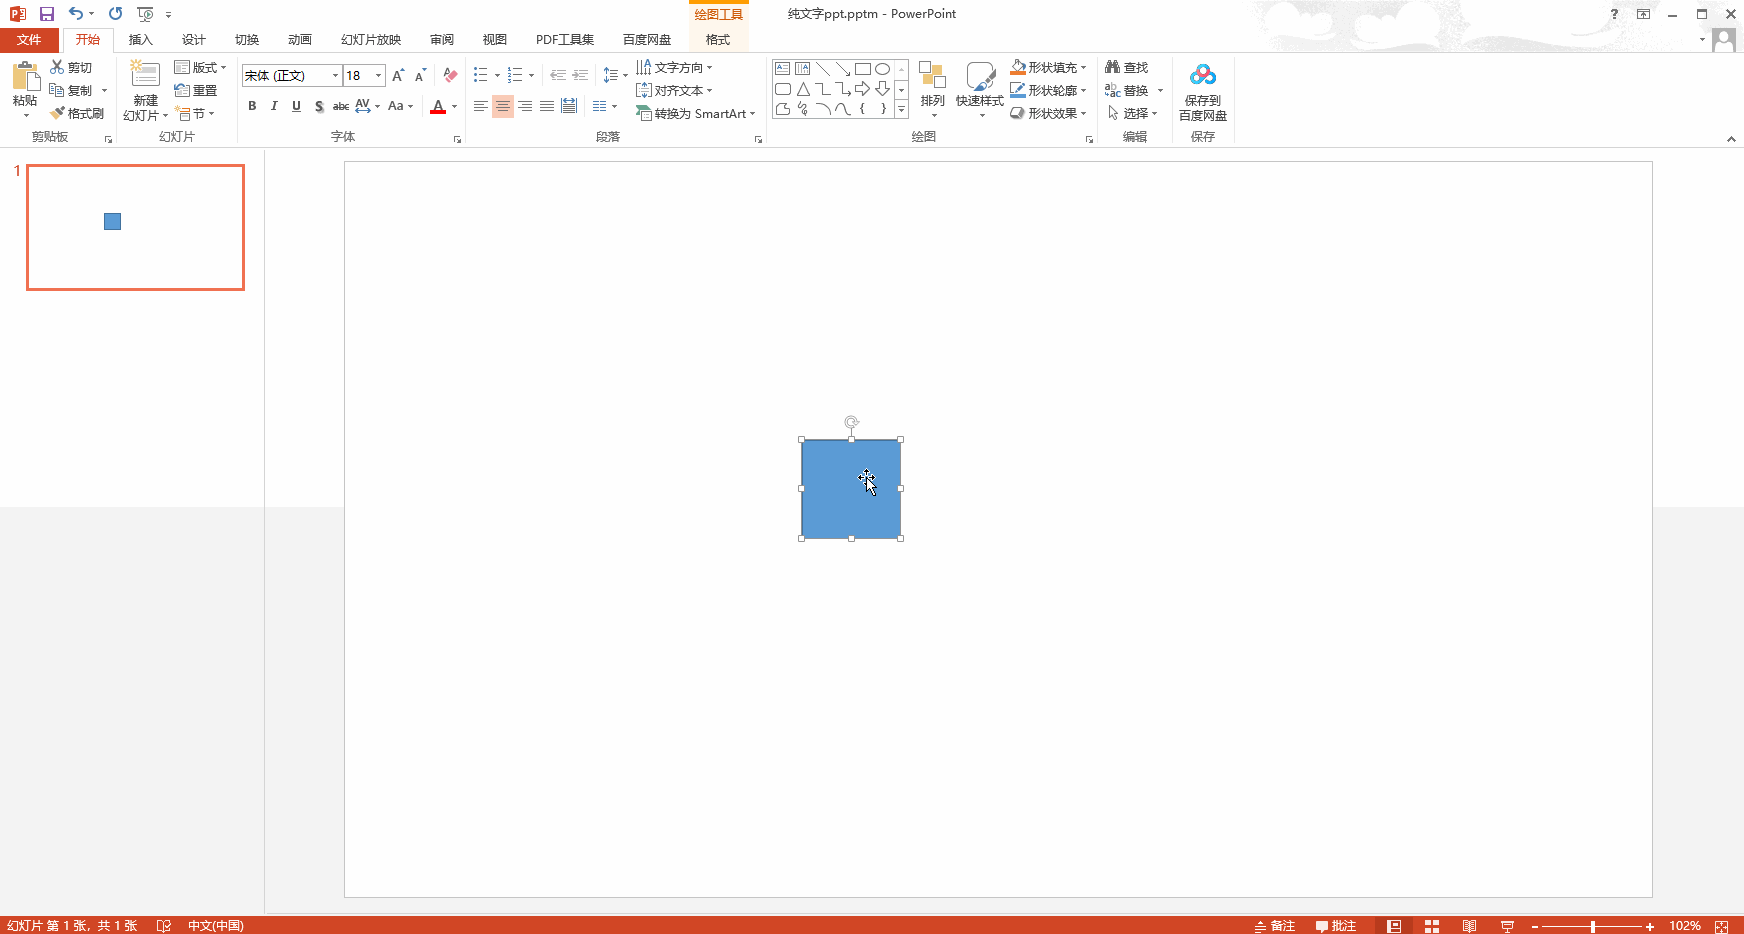 绘图工具
纯文字ppt.pptm - PowerPoint
?
文件 开始 插入 设计 切换 动画 幻灯片放映 审阅 视图 PDF工具集 百度网盘 格式
粘贴
剪切
复制
格式刷
剪贴板
新建
幻灯片
版式
重置
节
幻灯片
宋体 (正文) 18
B I U S abc AV Aa A
字体
文字方向
对齐文本
转换为 SmartArt
段落
排列
快速样式
形状填充
形状轮廓
形状效果
绘图
查找
替换
选择
编辑
保存到
百度网盘
保存
1
幻灯片 第 1 张，共 1 张 中文(中国) 备注 批注 102%